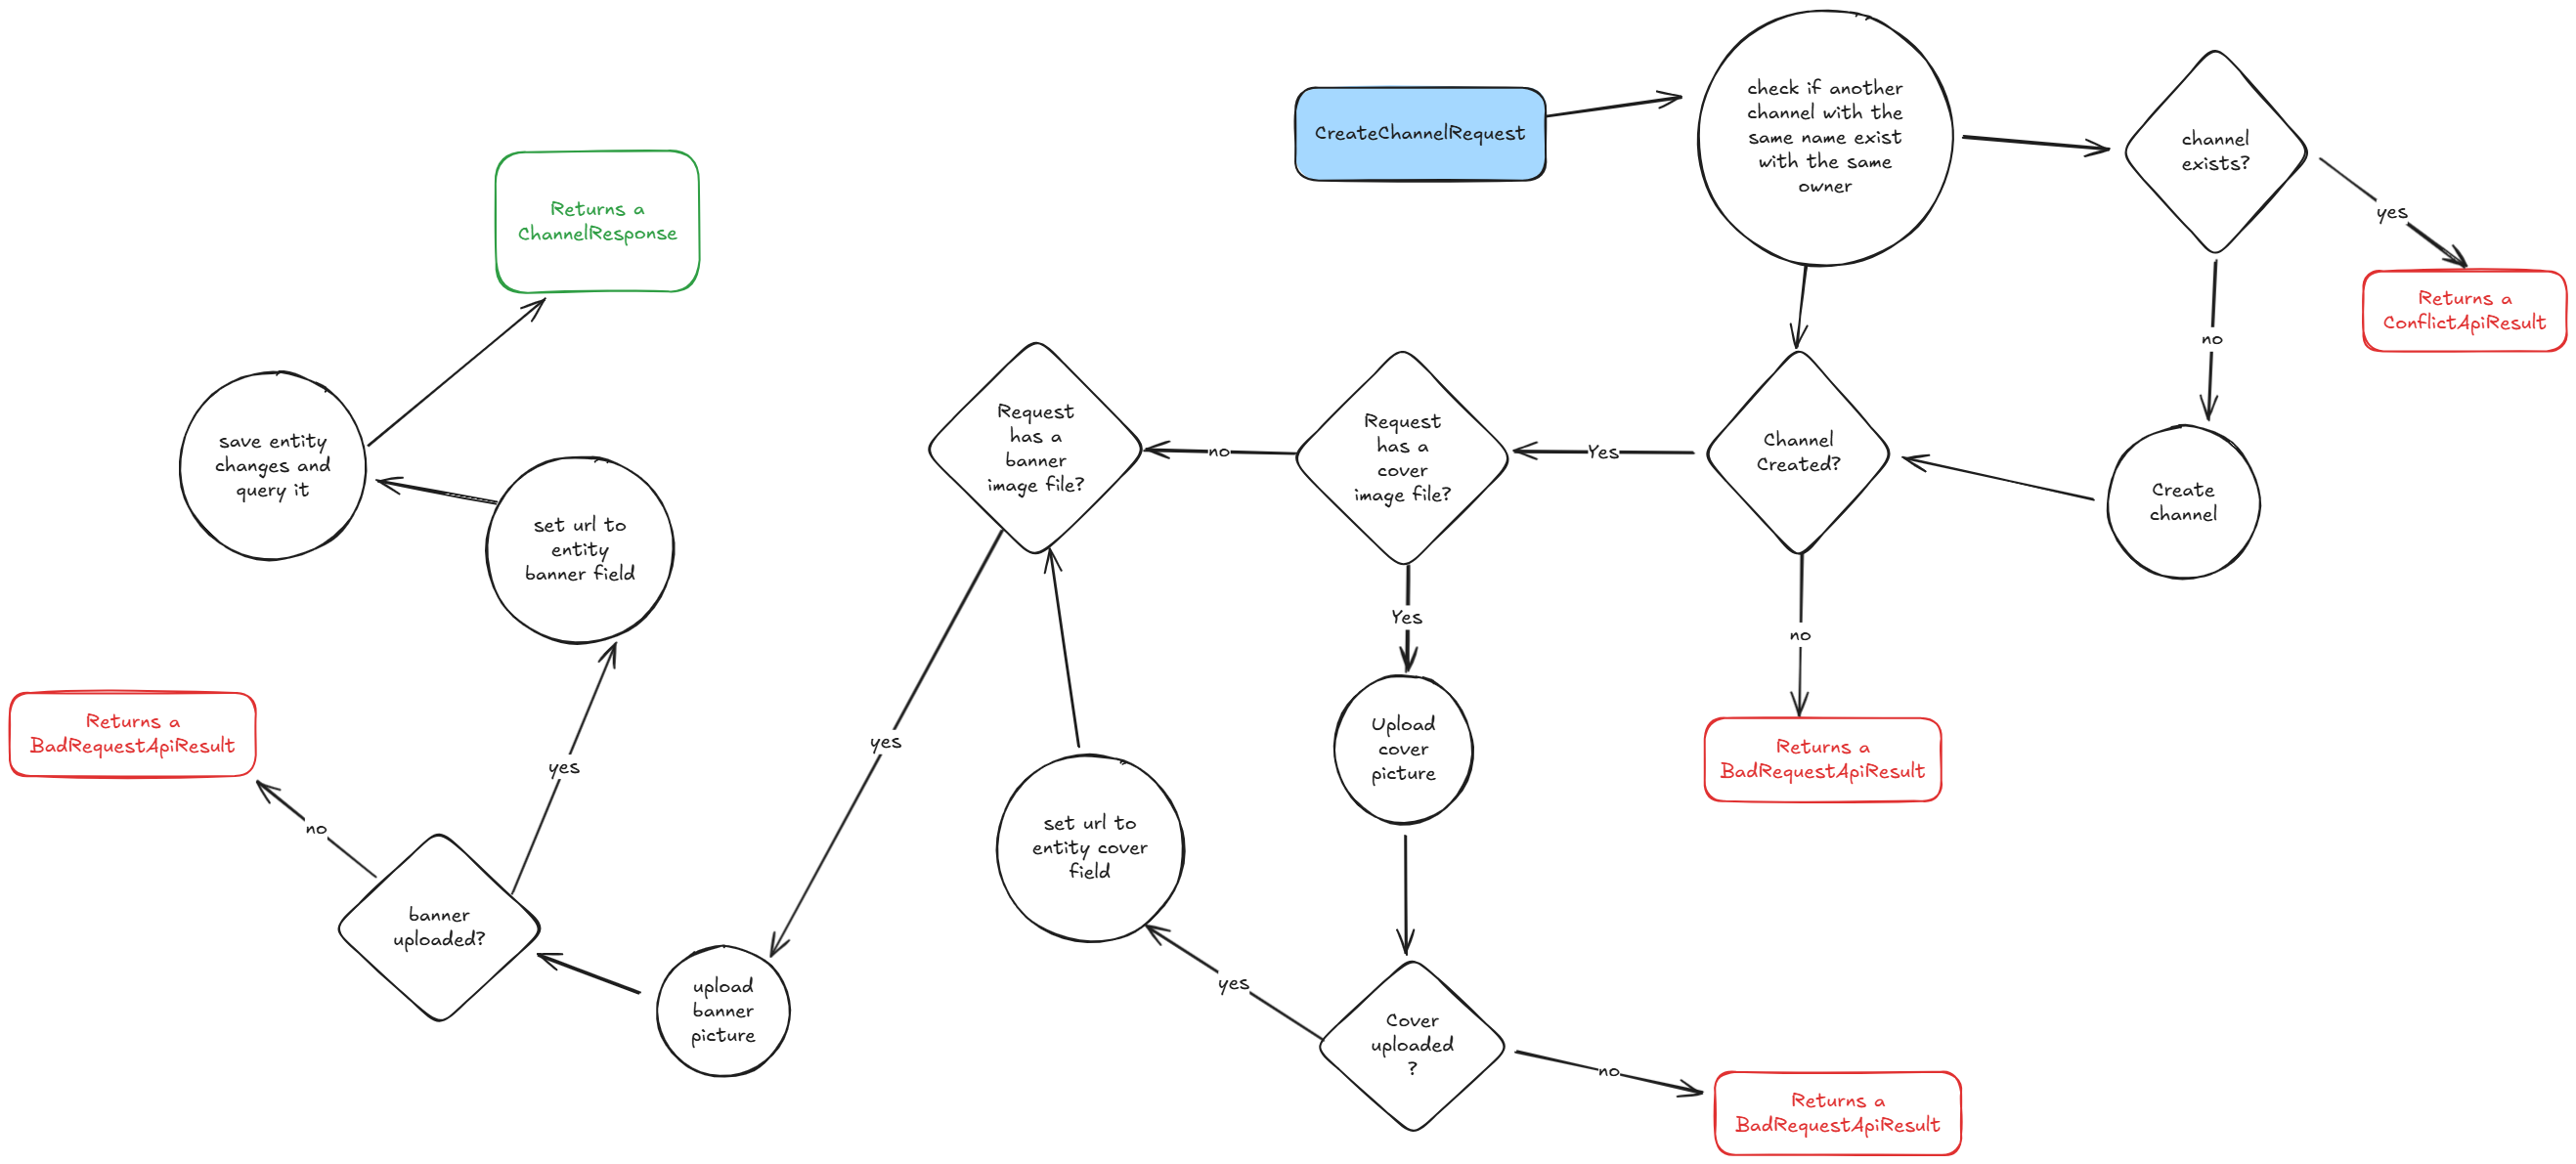 CreateChannelRequest
check if another
channel with the
same name exist
with the same
owner
channel
exists?
yes
Returns a
ConflictApiResult
no
Create
channel
Channel
Created?
no
Returns a
BadRequestApiResult
Yes
Request
has a
cover
image file?
Yes
Upload
cover
picture
Cover
uploaded
?
no
Returns a
BadRequestApiResult
yes
set url to
entity cover
field
no
Request
has a
banner
image file?
yes
upload
banner
picture
banner
uploaded?
no
Returns a
BadRequestApiResult
yes
set url to
entity
banner field
save entity
changes and
query it
Returns a
ChannelResponse